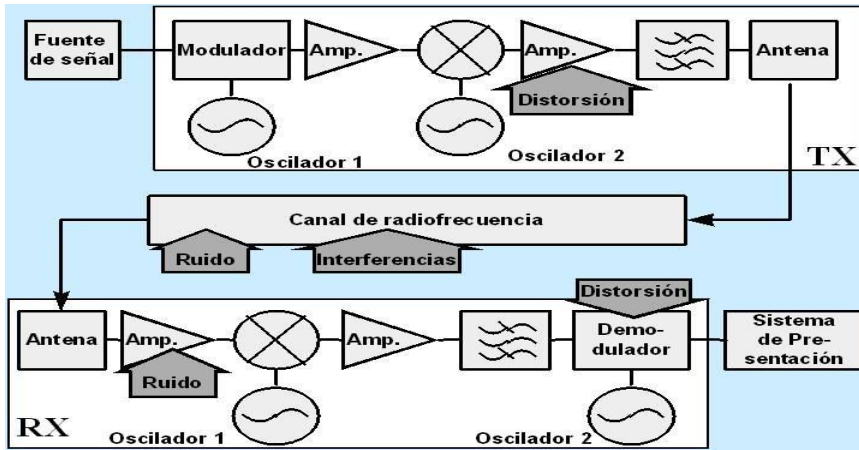 Fuente
de señal
Modulador
Amp.
Amp.
Antena
Distorsión
Oscilador 1
Oscilador 2
TX
Canal de radiofrecuencia
Ruido
Interferencias
Distorsión
Antena
Amp.
Amp.
Demo-
dulador
Sistema
de Pre-
sentación
Ruido
RX
Oscilador 1
Oscilador 2